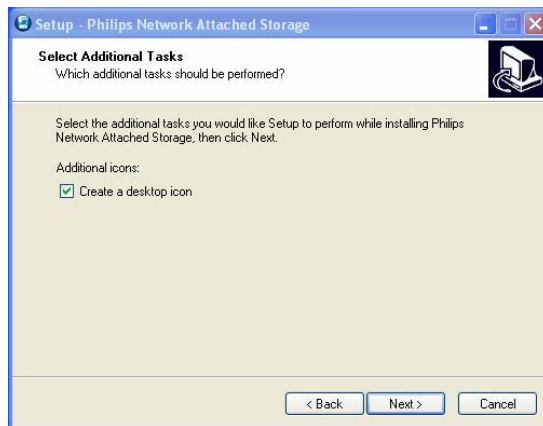 Setup - Philips Network Attached Storage
Select Additional Tasks
Which additional tasks should be performed?
Select the additional tasks you would like Setup to perform while installing Philips
Network Attached Storage, then click Next.
Additional icons:
Create a desktop icon
< Back Next > Cancel